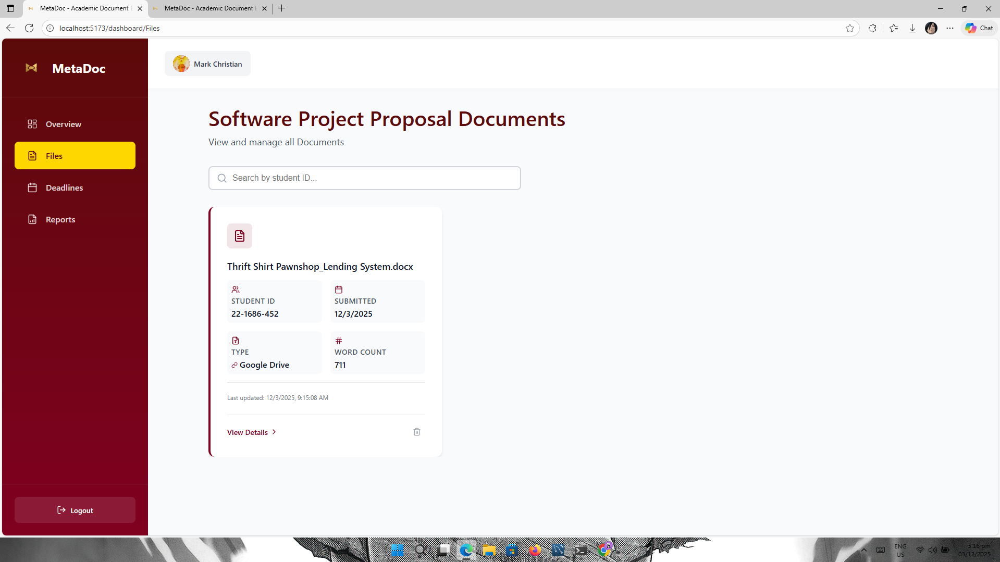 MetaDoc - Academic Document E
MetaDoc - Academic Document E
localhost:5173/dashboard/Files
Chat
MetaDoc
Mark Christian
Overview
Files
Deadlines
Reports
Logout
Software Project Proposal Documents
View and manage all Documents
Search by student ID...
Thrift Shirt Pawnshop_Lending System.docx
STUDENT ID
22-1686-452
SUBMITTED
12/3/2025
TYPE
Google Drive
WORD COUNT
711
Last updated: 12/3/2025, 9:15:08 AM
View Details
ENG
US
5:16 pm
03/12/2025